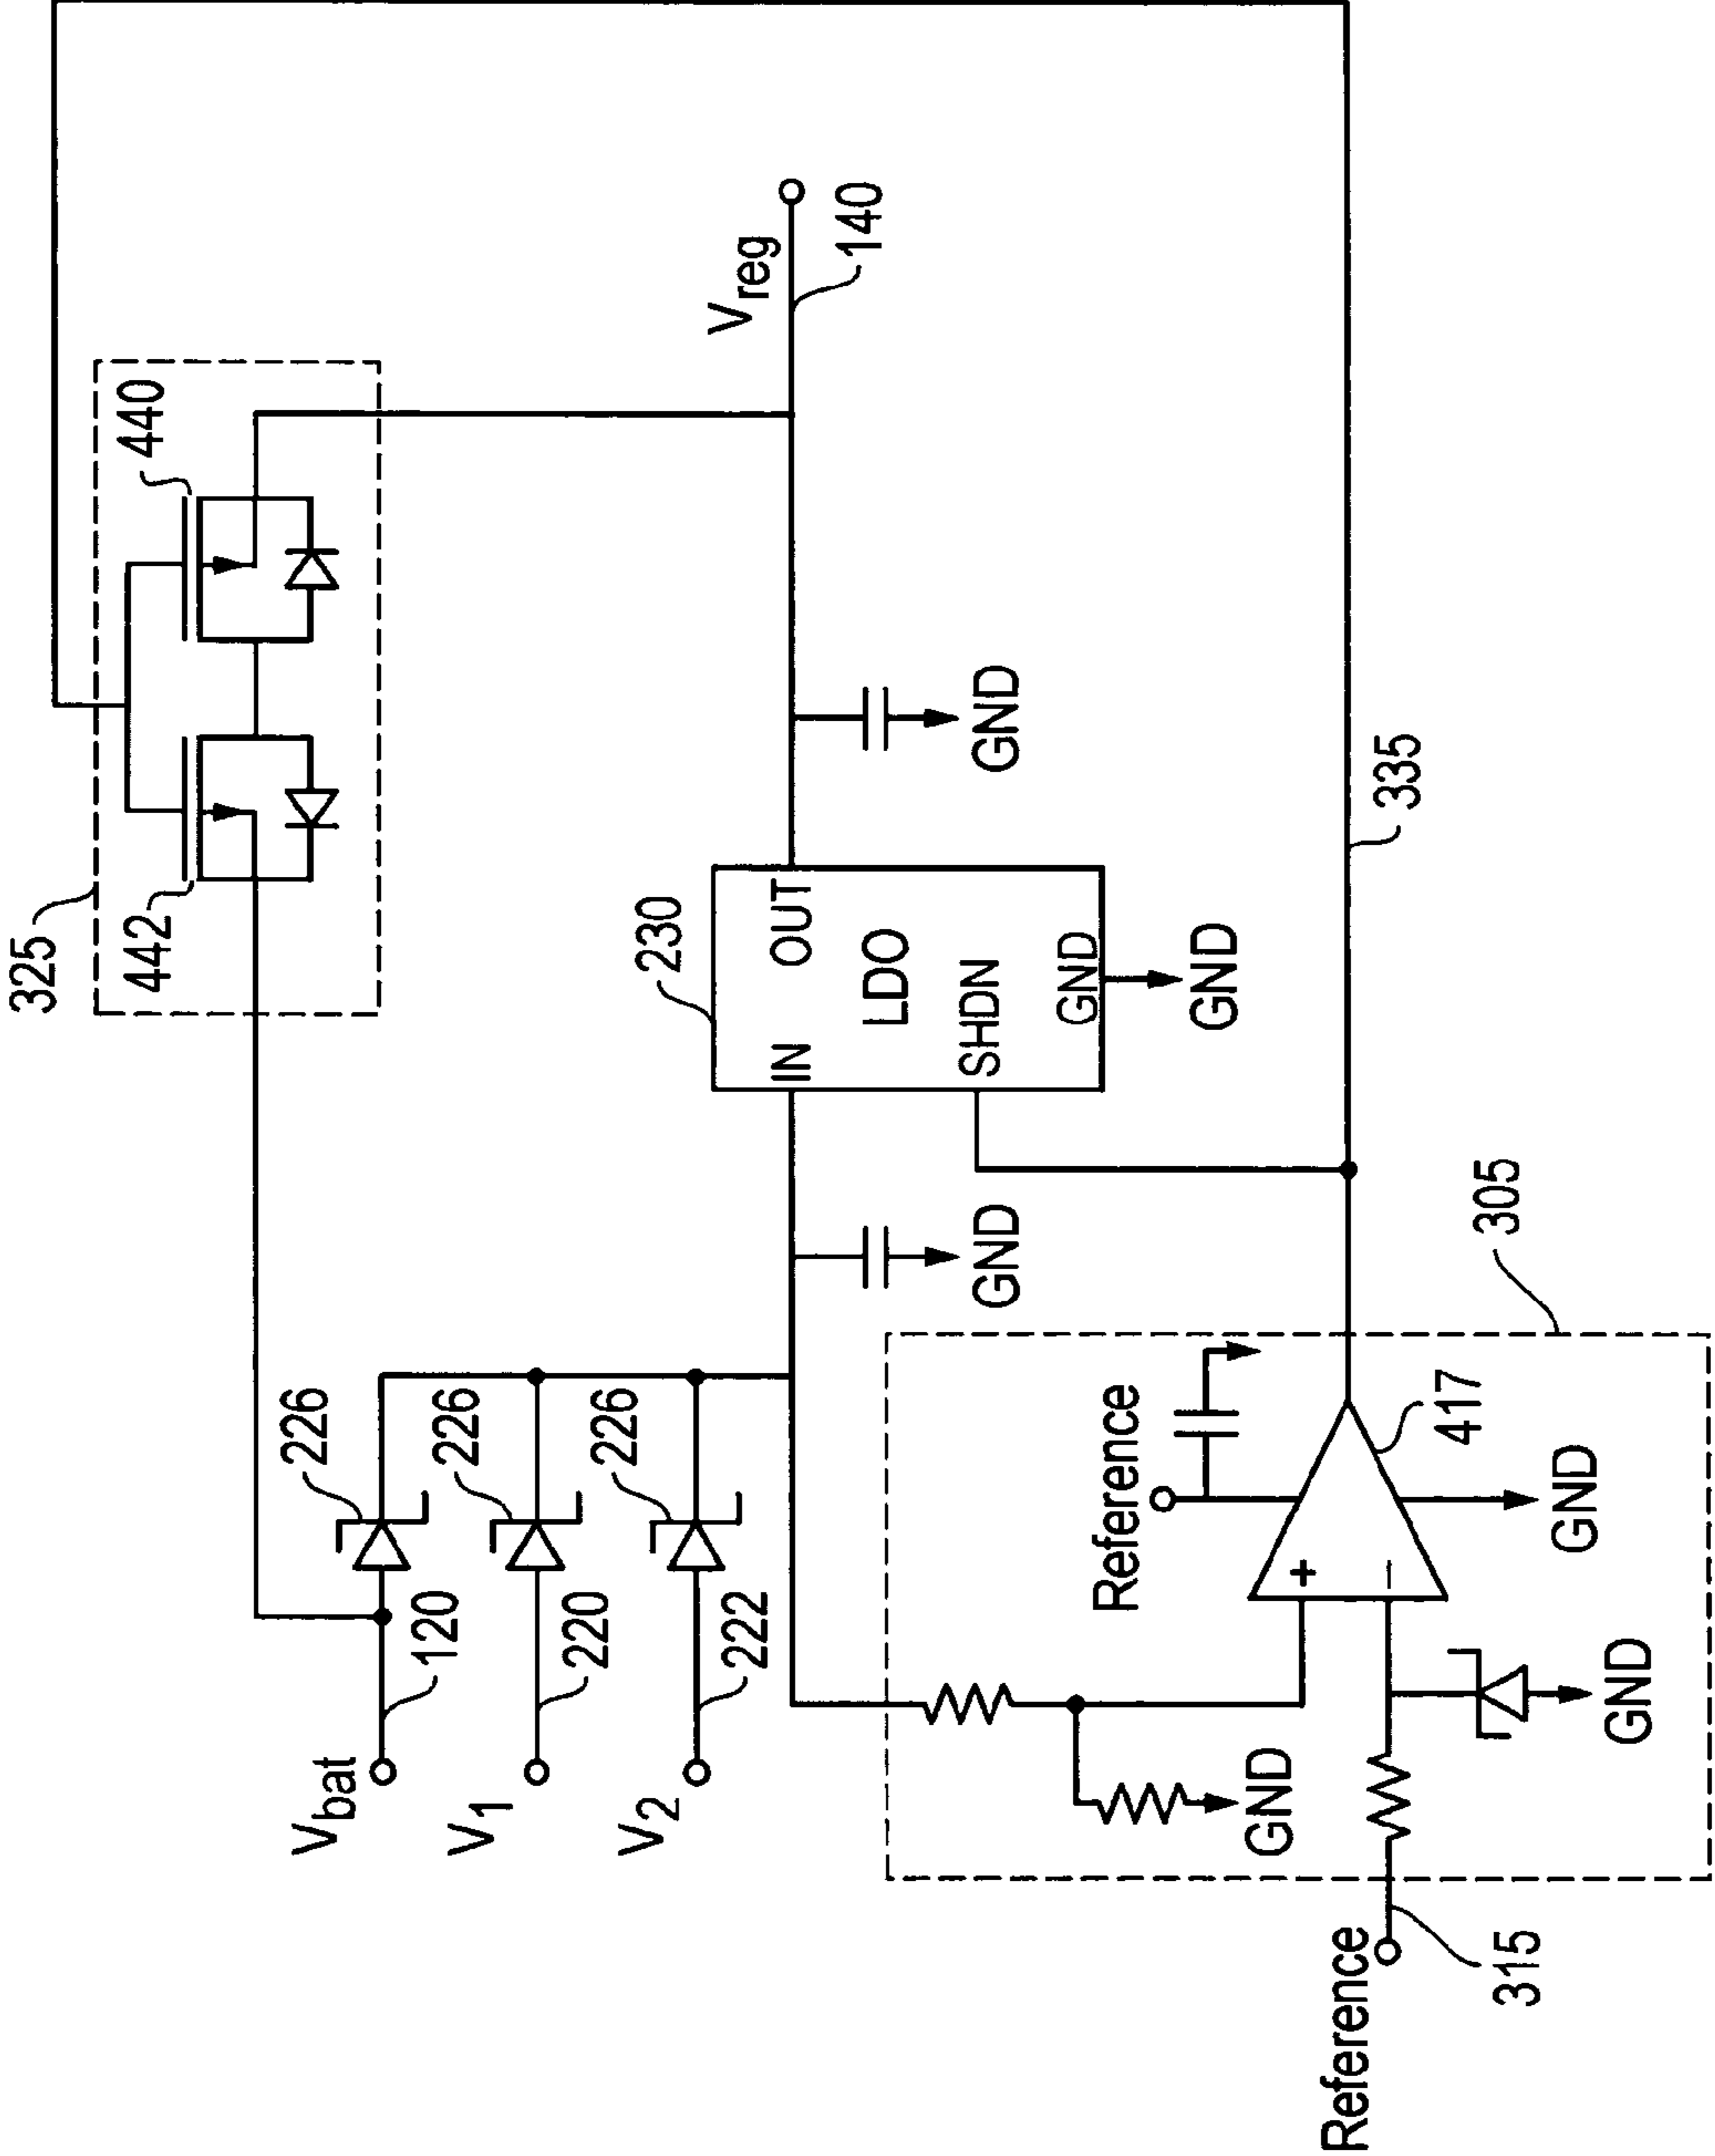 325
442
440
Vbat
120
226
V1
220
226
V2
222
226
230
IN
OUT
LDO
SHDN
GND
GND
GND
GND
Vreg
140
335
305
Reference
+
−
417
GND
GND
GND
Reference
315